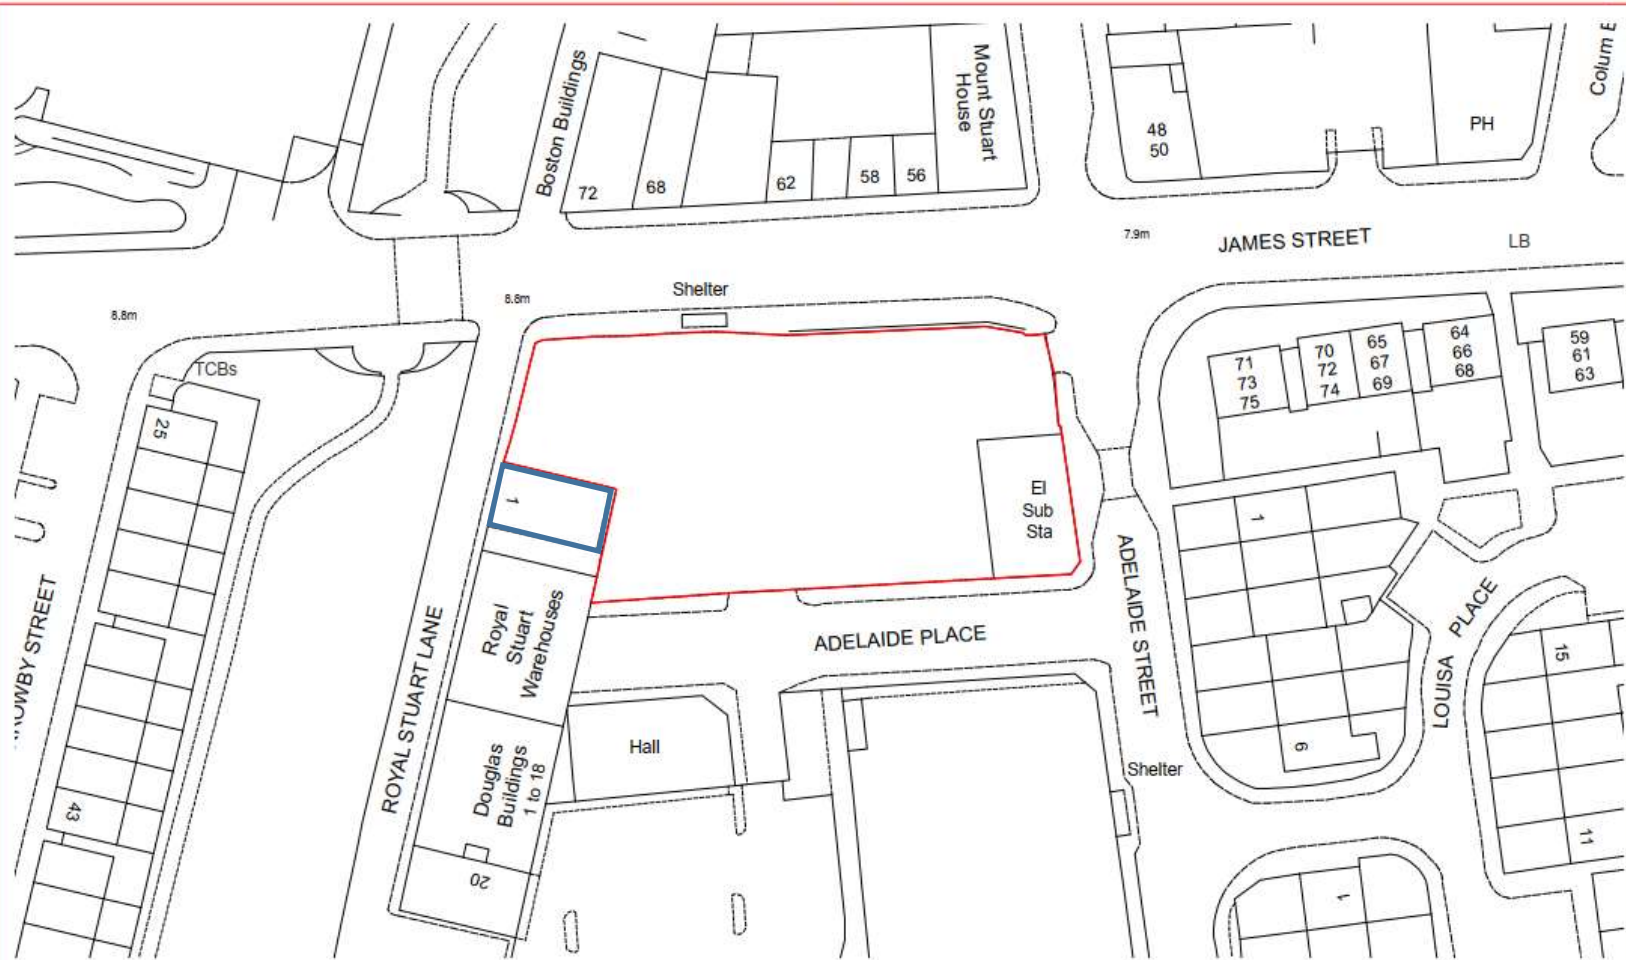 Boston Buildings
Mount Stuart
House
Colum
72
68
62
58
56
48
50
PH
JAMES STREET
LB
7.9m
Shelter
8.8m
8.8m
TCBs
25
71
73
75
70
72
74
65
67
69
64
66
68
59
61
63
1
El
Sub
Sta
1
ADELAIDE STREET
LOUISA
PLACE
ROYAL STUART LANE
Royal
Stuart
Warehouses
ADELAIDE PLACE
STREET
15
Hall
6
Shelter
Douglas
Buildings
1 to 18
43
20
11
1